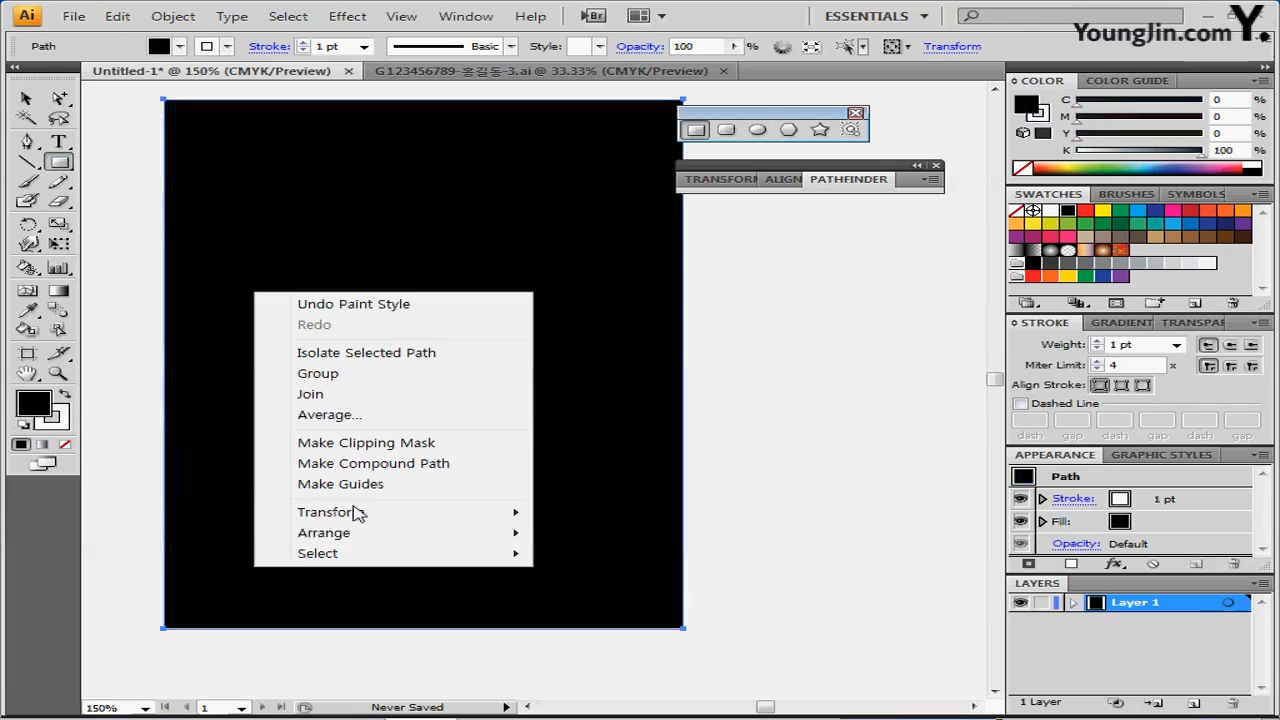 Ai File Edit Object Type Select Effect View Window Help Br ESSENTIALS
YoungJin.com Y.
Path Stroke: 1 pt Basic Style: Opacity: 100 % Transform
Untitled-1* @ 150% (CMYK/Preview) G123456789-홍길동-3.ai @ 33.33% (CMYK/Preview)
COLOR COLOR GUIDE
C 0 %
M 0 %
Y 0 %
K 100 %
TRANSFORM ALIGN PATHFINDER
SWATCHES BRUSHES SYMBOLS
Undo Paint Style
Redo
Isolate Selected Path
Group
Join
Average...
Make Clipping Mask
Make Compound Path
Make Guides
Transform
Arrange
Select
STROKE GRADIENT TRANSPAR
Weight: 1 pt
Miter Limit: 4 x
Align Stroke:
Dashed Line
dash gap dash gap dash gap
APPEARANCE GRAPHIC STYLES
Path
Stroke: 1 pt
Fill:
Opacity: Default
LAYERS
Layer 1
1 Layer
150% 1 Never Saved